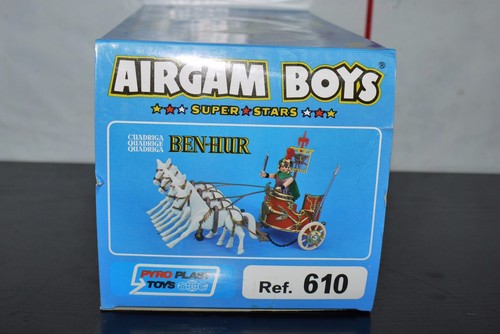 AIRGAM BOYS
SUPER STARS
CUADRIGA
QUADRIGE
QUADRIGA
BEN-HUR
PYRO PLAST
TOYS
Ref. 610